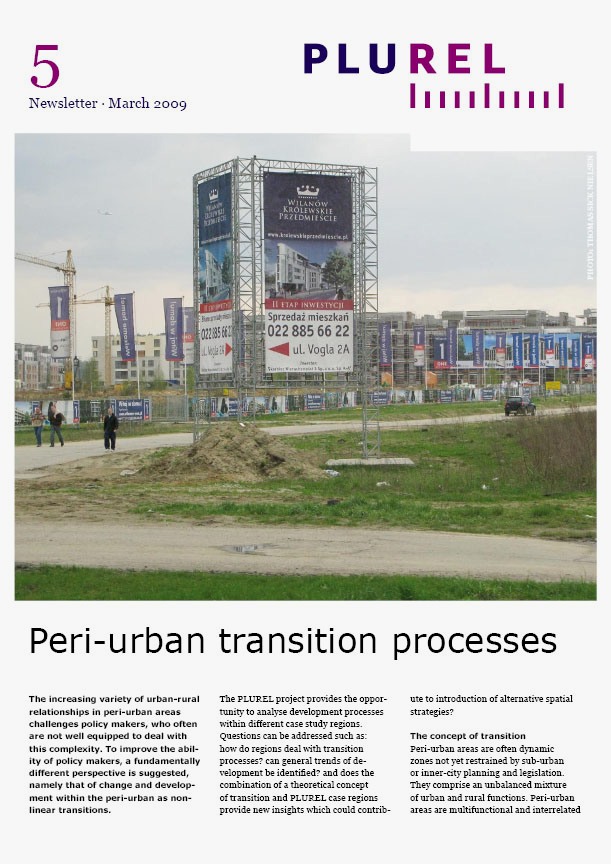 5
Newsletter · March 2009
PLUREL
PHOTO: THOMAS SICK NIELSEN
WILANÓW
KRÓLEWSKIE
PRZEDMIEŚCIE
www.krolewskieprzedmiescie.pl
II ETAP INWESTYCJI
Sprzedaż mieszkań
022 885 66 22
ul. Vogla 2A
Peri-urban transition processes
The increasing variety of urban-rural
relationships in peri-urban areas
challenges policy makers, who often
are not well equipped to deal with
this complexity. To improve the abil-
ity of policy makers, a fundamentally
different perspective is suggested,
namely that of change and develop-
ment within the peri-urban as non-
linear transitions.
The PLUREL project provides the oppor-
tunity to analyse development processes
within different case study regions.
Questions can be addressed such as:
how do regions deal with transition
processes? can general trends of de-
velopment be identified? and does the
combination of a theoretical concept
of transition and PLUREL case regions
provide new insights which could contrib-
ute to introduction of alternative spatial
strategies?
The concept of transition
Peri-urban areas are often dynamic
zones not yet restrained by sub-urban
or inner-city planning and legislation.
They comprise an unbalanced mixture
of urban and rural functions. Peri-urban
areas are multifunctional and interrelated